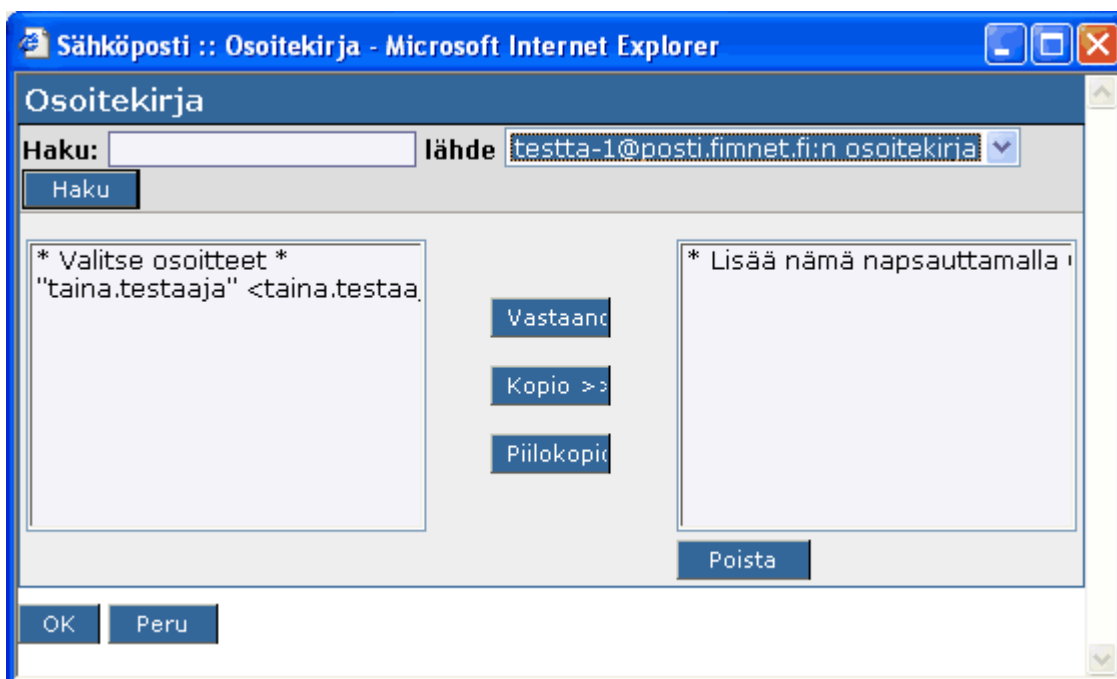 Sähköposti :: Osoitekirja - Microsoft Internet Explorer
Osoitekirja
Haku: lähde testta-1@posti.fimnet.fi:n osoitekirja
Haku
* Valitse osoitteet *
"taina.testaaja" <taina.testaa
* Lisää nämä napsauttamalla
Vastaano
Kopio >>
Piilokopio
Poista
OK Peru